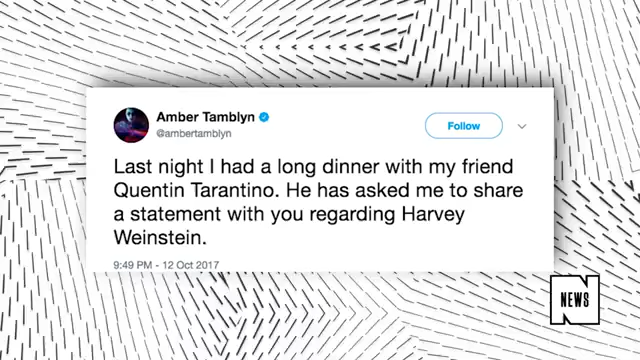 Amber Tamblyn
@ambertamblyn
Follow
Last night I had a long dinner with my friend
Quentin Tarantino. He has asked me to share
a statement with you regarding Harvey
Weinstein.
9:49 PM - 12 Oct 2017
N
NEWS